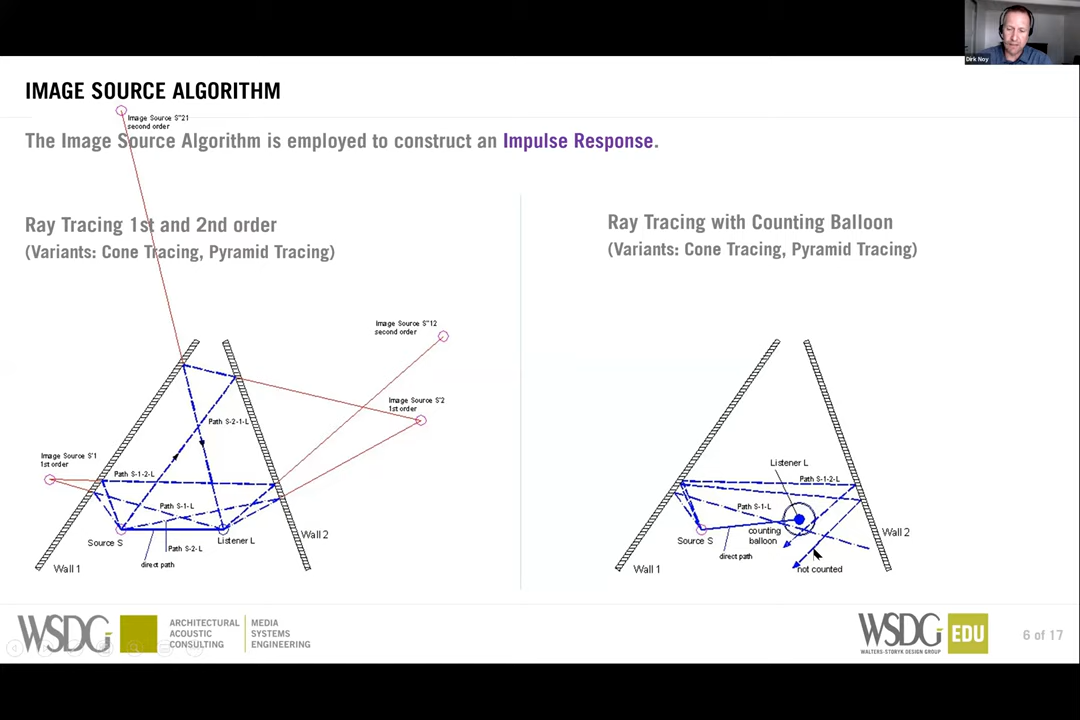 Dirk Noy
IMAGE SOURCE ALGORITHM
Image Source S"21
second order
The Image Source Algorithm is employed to construct an Impulse Response.
Ray Tracing 1st and 2nd order
(Variants: Cone Tracing, Pyramid Tracing)
Image Source S"12
second order
Image Source S'2
1st order
Path S-2-1-L
Image Source S'1
1st order
Path S-1-2-L
Path S-1-L
Source S
Listener L
Wall 2
Path S-2-L
direct path
Wall 1
Ray Tracing with Counting Balloon
(Variants: Cone Tracing, Pyramid Tracing)
Listener L
Path S-1-2-L
Path S-1-L
counting
balloon
Source S
Wall 2
direct path
Wall 1
not counted
WSDG
ARCHITECTURAL
ACOUSTIC
CONSULTING
MEDIA
SYSTEMS
ENGINEERING
WSDG EDU
WALTERS-STORYK DESIGN GROUP
6 of 17